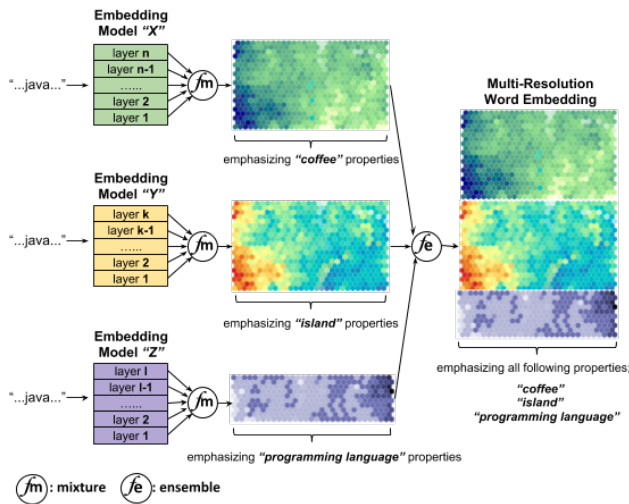 Embedding
Model "X"
"...java..."
layer n
layer n-1
......
layer 2
layer 1
fm
emphasizing "coffee" properties
Embedding
Model "Y"
"...java..."
layer k
layer k-1
......
layer 2
layer 1
fm
emphasizing "island" properties
Embedding
Model "Z"
"...java..."
layer l
layer l-1
......
layer 2
layer 1
fm
emphasizing "programming language" properties
fe
Multi-Resolution
Word Embedding
emphasizing all following properties;
"coffee"
"island"
"programming language"
fm : mixture
fe : ensemble